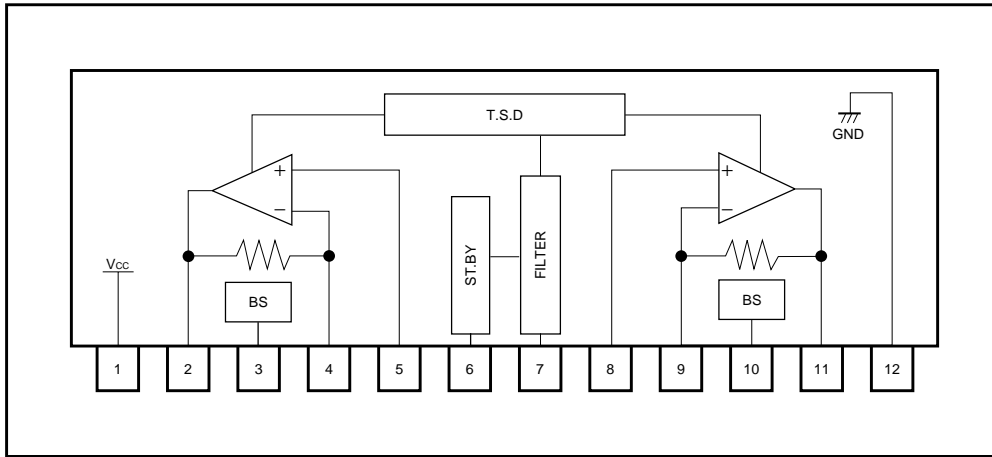 T.S.D
GND
+
−
+
−
ST.BY
FILTER
Vcc
BS
BS
1 2 3 4 5 6 7 8 9 10 11 12